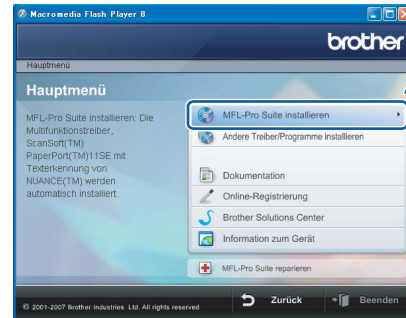 Macromedia Flash Player 8
brother
Hauptmenü
Hauptmenü
MFL-Pro Suite installieren: Die
Multifunktionstreiber,
ScanSoft(TM)
PaperPort(TM)11SE mit
Texterkennung von
NUANCE(TM) werden
automatisch installiert.
MFL-Pro Suite installieren
Andere Treiber/Programme installieren
Dokumentation
Online-Registrierung
Brother Solutions Center
Information zum Gerät
MFL-Pro Suite reparieren
© 2001-2007 Brother Industries Ltd. All rights reserved
Zurück
Beenden